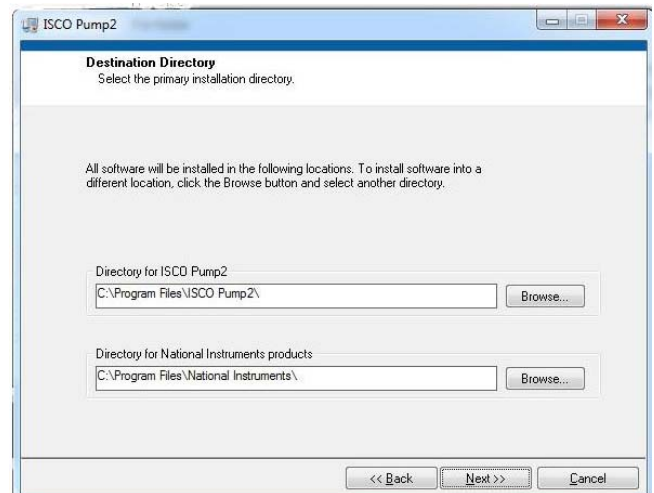 ISCO Pump2
Destination Directory
Select the primary installation directory.
All software will be installed in the following locations. To install software into a
different location, click the Browse button and select another directory.
Directory for ISCO Pump2
C:\Program Files\ISCO Pump2\
Browse...
Directory for National Instruments products
C:\Program Files\National Instruments\
Browse...
<< Back
Next >>
Cancel